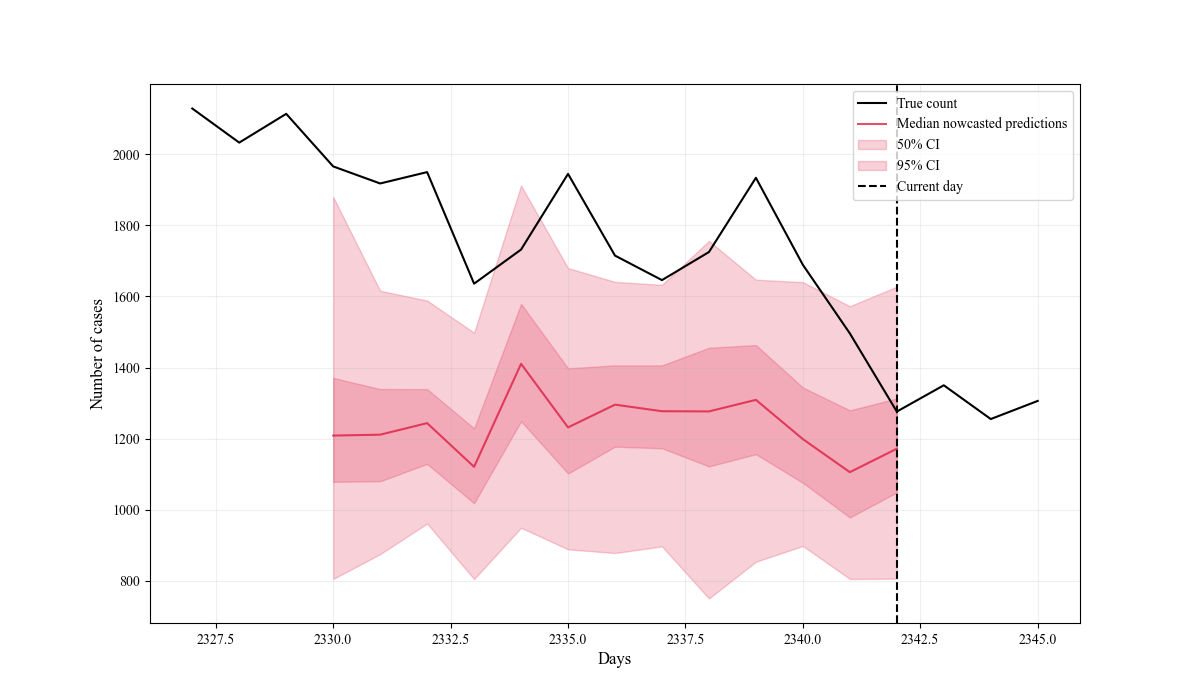 True count
Median nowcasted predictions
50% CI
95% CI
Current day
Number of cases
2000
1800
1600
1400
1200
1000
800
2327.5 2330.0 2332.5 2335.0 2337.5 2340.0 2342.5 2345.0
Days